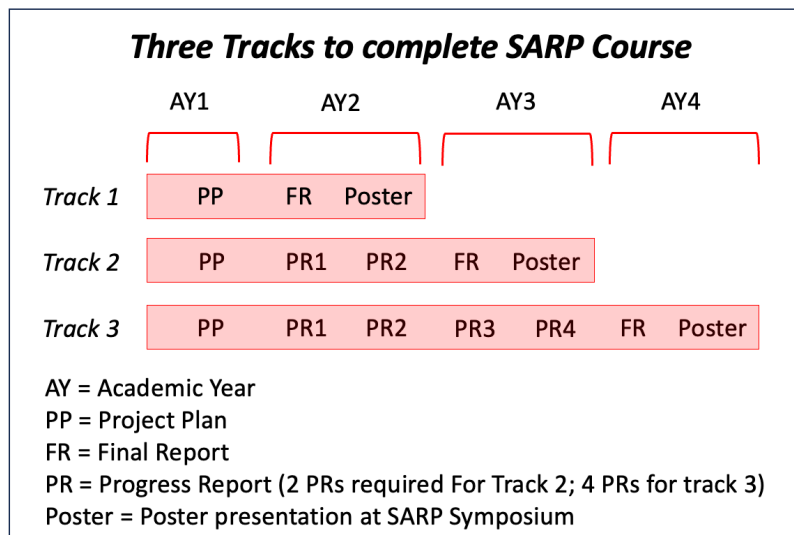 Three Tracks to complete SARP Course
AY1 AY2 AY3 AY4
Track 1 PP FR Poster
Track 2 PP PR1 PR2 FR Poster
Track 3 PP PR1 PR2 PR3 PR4 FR Poster
AY = Academic Year
PP = Project Plan
FR = Final Report
PR = Progress Report (2 PRs required For Track 2; 4 PRs for track 3)
Poster = Poster presentation at SARP Symposium